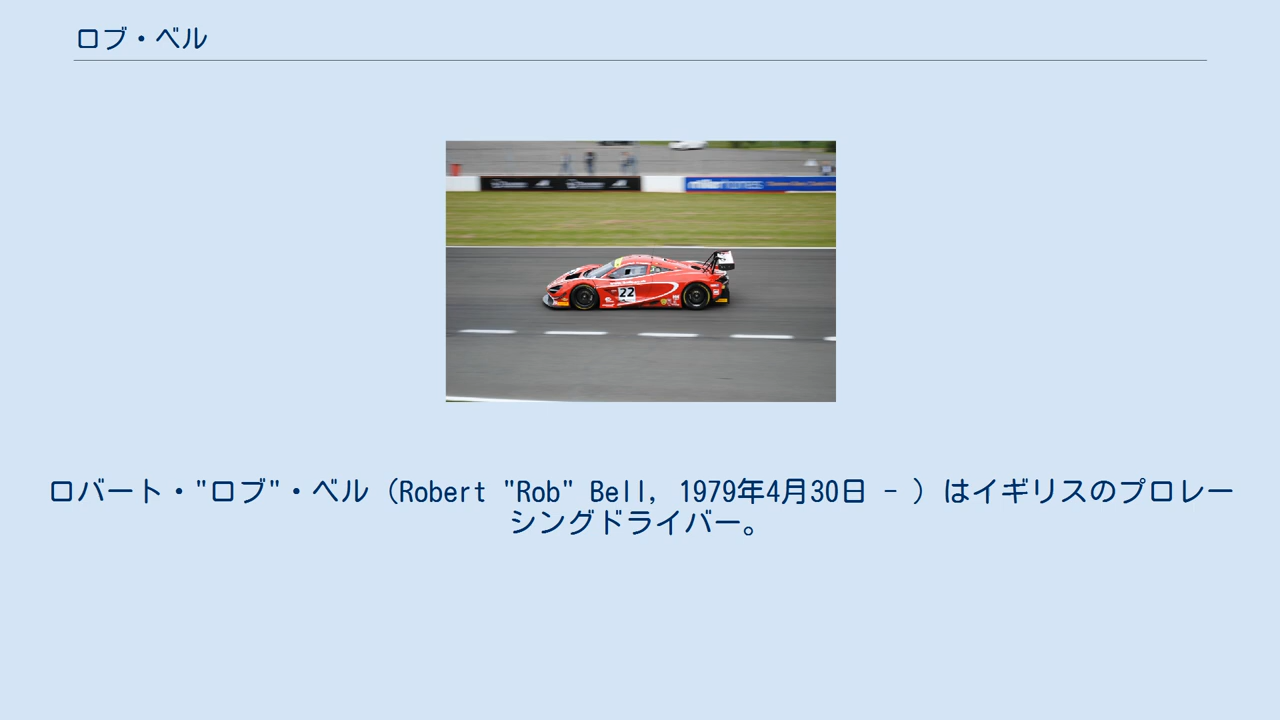 ロブ・ベル
22
ロバート・"ロブ"・ベル（Robert "Rob" Bell, 1979年4月30日 - ）はイギリスのプロレー
シングドライバー。